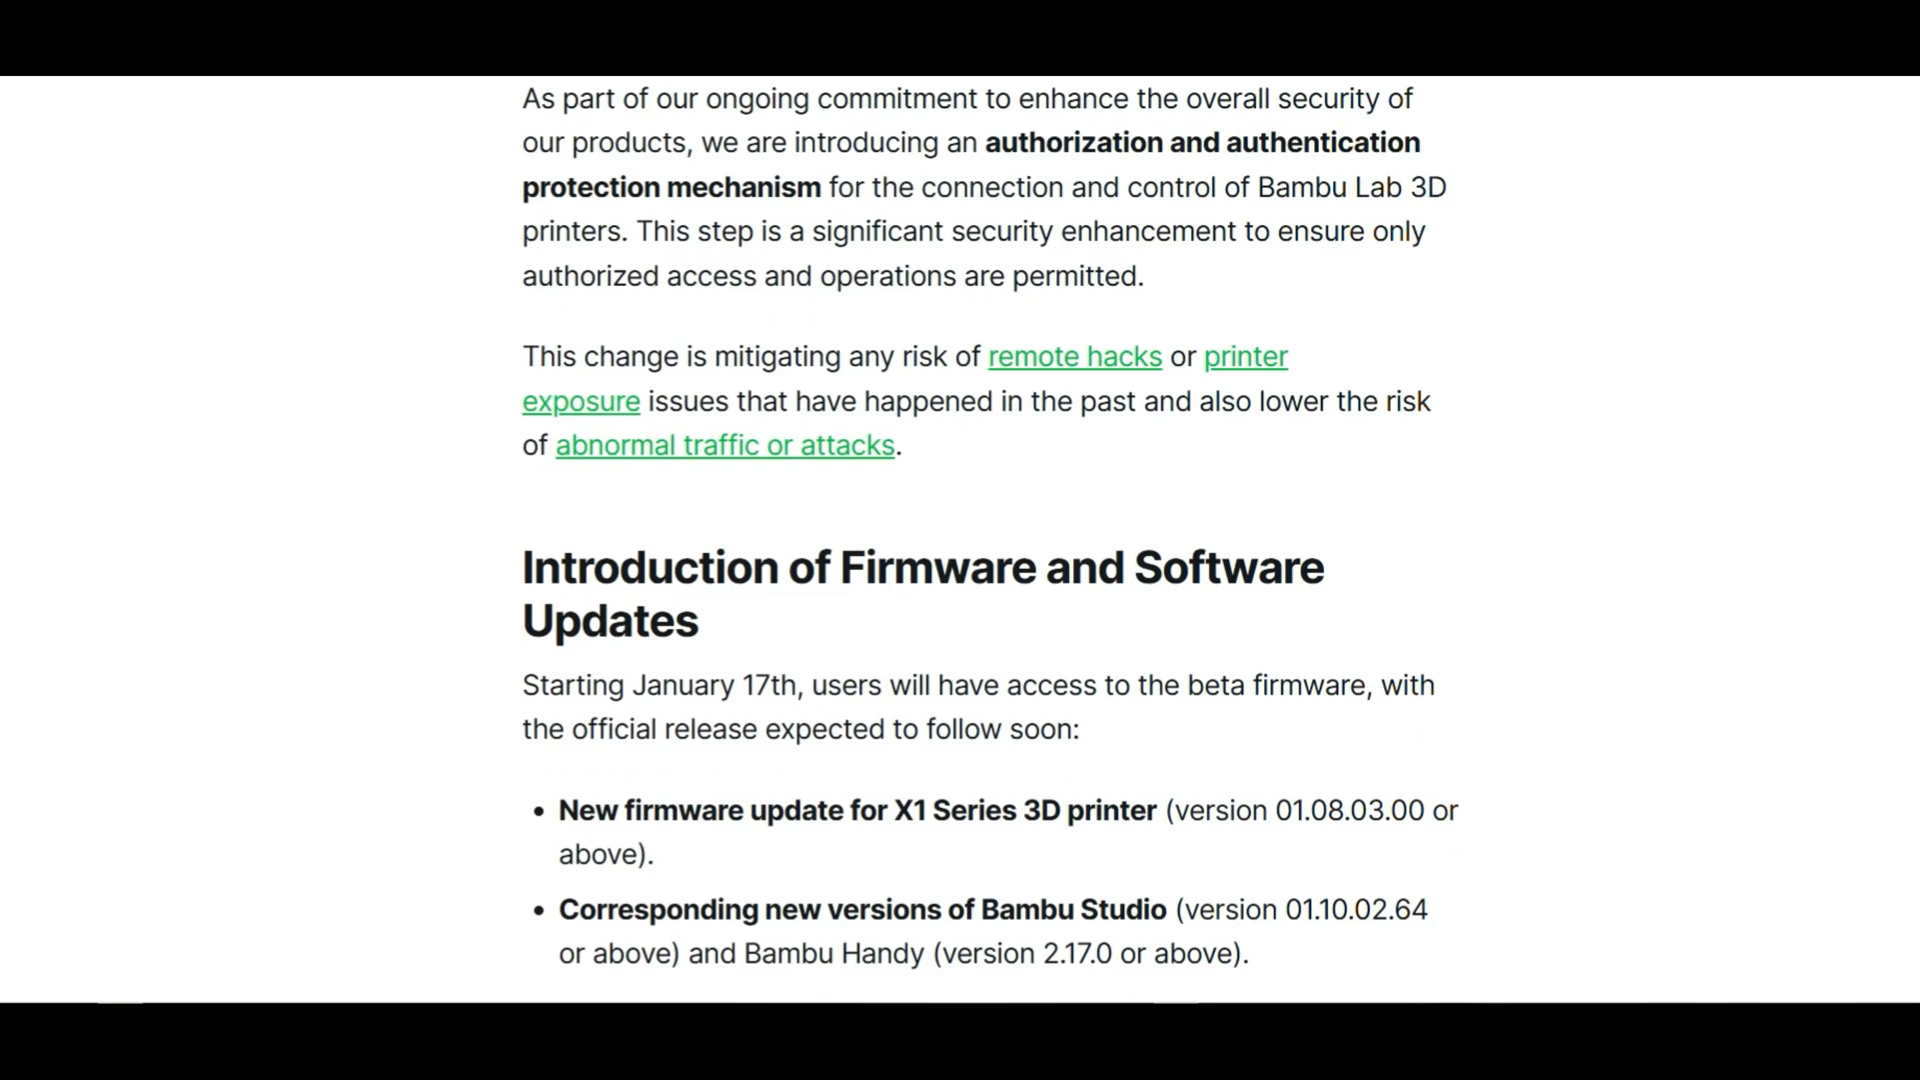 As part of our ongoing commitment to enhance the overall security of
our products, we are introducing an authorization and authentication
protection mechanism for the connection and control of Bambu Lab 3D
printers. This step is a significant security enhancement to ensure only
authorized access and operations are permitted.
This change is mitigating any risk of remote hacks or printer
exposure issues that have happened in the past and also lower the risk
of abnormal traffic or attacks.
Introduction of Firmware and Software
Updates
Starting January 17th, users will have access to the beta firmware, with
the official release expected to follow soon:
• New firmware update for X1 Series 3D printer (version 01.08.03.00 or
above).
• Corresponding new versions of Bambu Studio (version 01.10.02.64
or above) and Bambu Handy (version 2.17.0 or above).